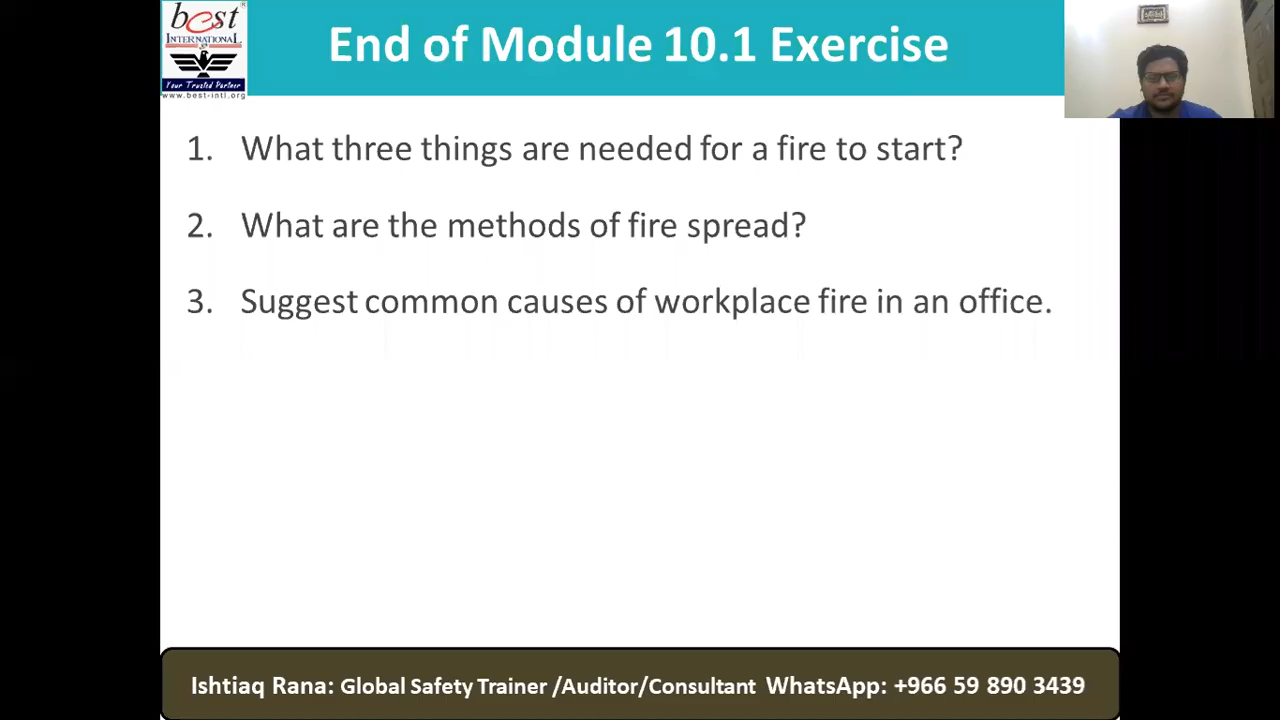 best®
INTERNATIONAL
Your Trusted Partner
www.best-intl.org
End of Module 10.1 Exercise
1. What three things are needed for a fire to start?
2. What are the methods of fire spread?
3. Suggest common causes of workplace fire in an office.
Ishtiaq Rana: Global Safety Trainer /Auditor/Consultant WhatsApp: +966 59 890 3439